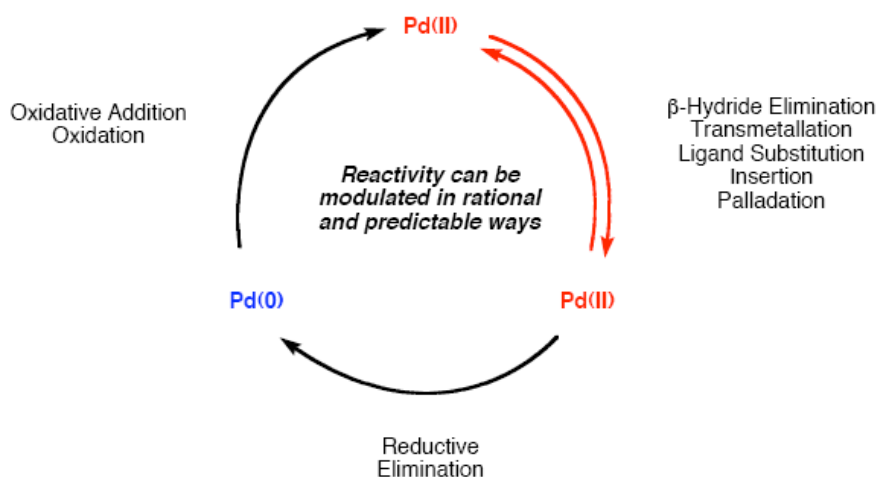 Pd(II)
Oxidative Addition
Oxidation
β-Hydride Elimination
Transmetallation
Ligand Substitution
Insertion
Palladation
Reactivity can be
modulated in rational
and predictable ways
Pd(0)
Pd(II)
Reductive
Elimination